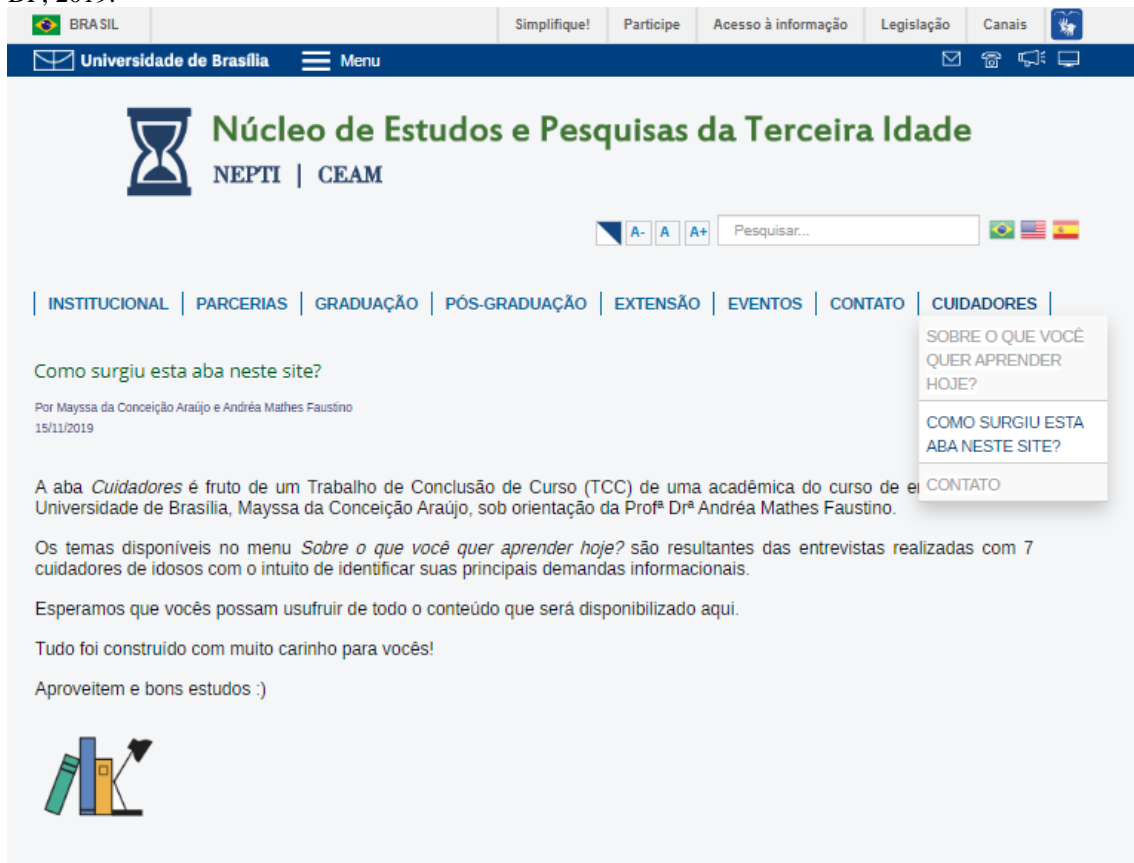 DF, 2019.
BRASIL Simplifique! Participe Acesso à informação Legislação Canais
Universidade de Brasília Menu
Núcleo de Estudos e Pesquisas da Terceira Idade
NEPTI | CEAM
A- A A+ Pesquisar...
INSTITUCIONAL PARCERIAS GRADUAÇÃO PÓS-GRADUAÇÃO EXTENSÃO EVENTOS CONTATO CUIDADORES
SOBRE O QUE VOCÊ
QUER APRENDER
HOJE?
COMO SURGIU ESTA
ABA NESTE SITE?
CONTATO
Como surgiu esta aba neste site?
Por Mayssa da Conceição Araújo e Andréa Mathes Faustino
15/11/2019
A aba Cuidadores é fruto de um Trabalho de Conclusão de Curso (TCC) de uma acadêmica do curso de
Universidade de Brasília, Mayssa da Conceição Araújo, sob orientação da Profª Drª Andréa Mathes Faustino.
Os temas disponíveis no menu Sobre o que você quer aprender hoje? são resultantes das entrevistas realizadas com 7
cuidadores de idosos com o intuito de identificar suas principais demandas informacionais.
Esperamos que vocês possam usufruir de todo o conteúdo que será disponibilizado aqui.
Tudo foi construído com muito carinho para vocês!
Aproveitem e bons estudos :)